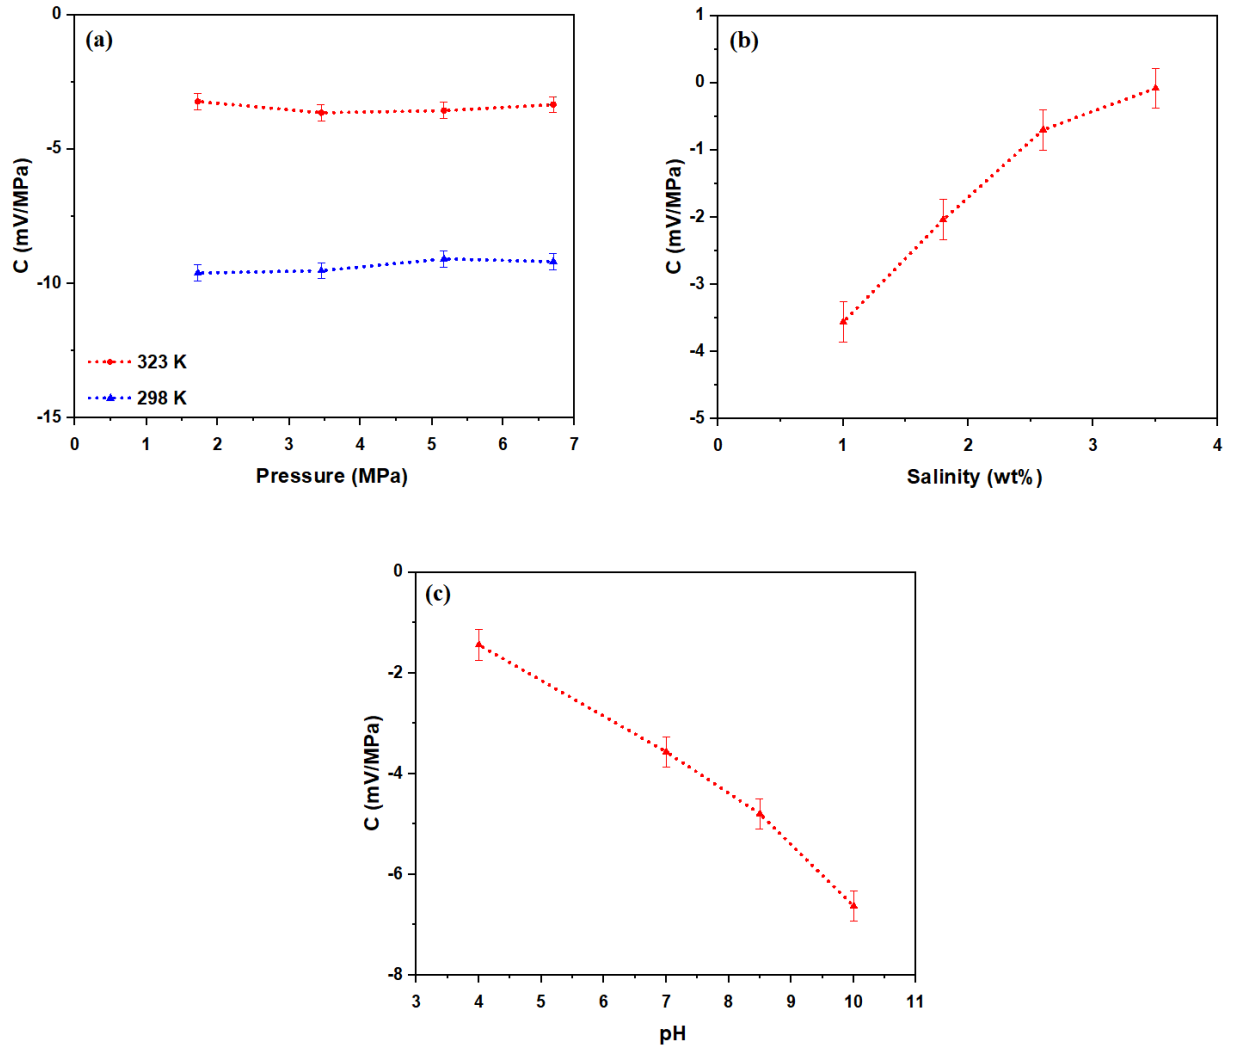 (a)
0
-5
-10
-15
C (mV/MPa)
323 K
298 K
0 1 2 3 4 5 6 7
Pressure (MPa)
(b)
1
0
-1
-2
-3
-4
-5
C (mV/MPa)
0 1 2 3 4
Salinity (wt%)
(c)
0
-2
-4
-6
-8
C (mV/MPa)
3 4 5 6 7 8 9 10 11
pH